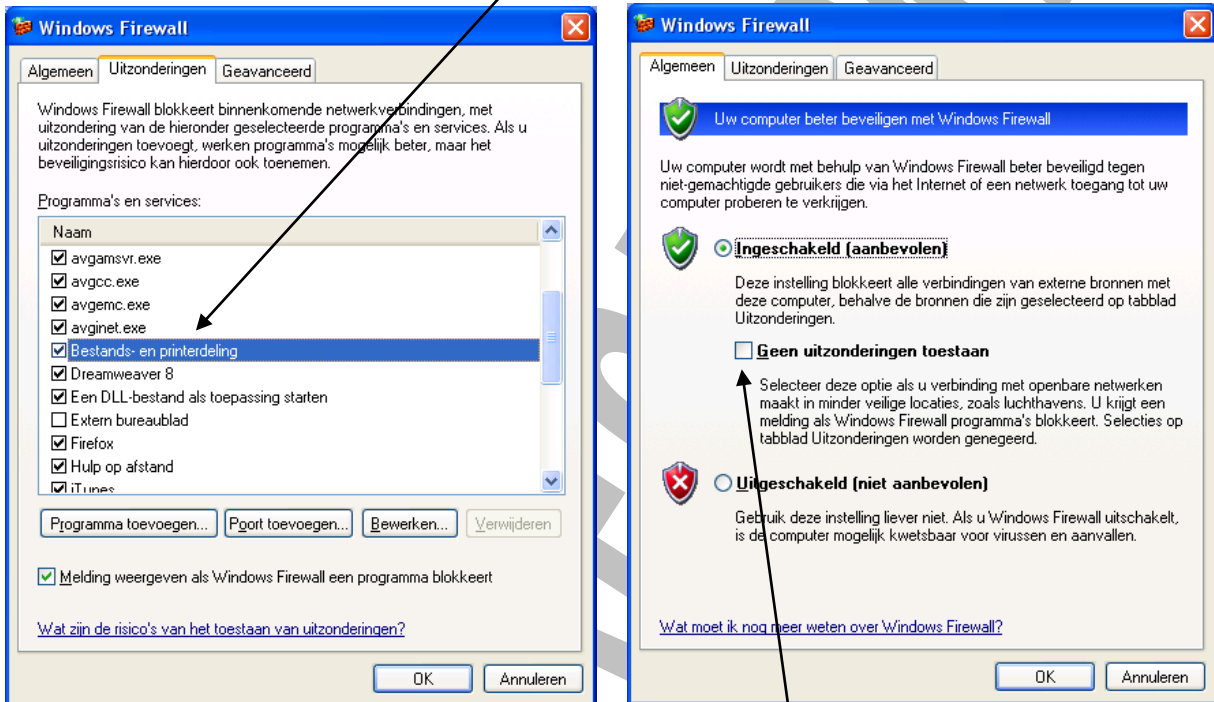 Windows Firewall
Algemeen Uitzonderingen Geavanceerd
Windows Firewall blokkeert binnenkomende netwerkverbindingen, met
uitzondering van de hieronder geselecteerde programma's en services. Als u
uitzonderingen toevoegt, werken programma's mogelijk beter, maar het
beveiligingsrisico kan hierdoor ook toenemen.
Programma's en services:
Naam
avgamsvr.exe
avgcc.exe
avgemc.exe
avginet.exe
Bestands- en printerdeling
Dreamweaver 8
Een DLL-bestand als toepassing starten
Extern bureaublad
Firefox
Hulp op afstand
iTunes
Programma toevoegen... Poort toevoegen... Bewerken... Verwijderen
Melding weergeven als Windows Firewall een programma blokkeert
Wat zijn de risico's van het toestaan van uitzonderingen?
OK Annuleren
Windows Firewall
Algemeen Uitzonderingen Geavanceerd
Uw computer beter beveiligen met Windows Firewall
Uw computer wordt met behulp van Windows Firewall beter beveiligd tegen
niet-gemachtigde gebruikers die via het Internet of een netwerk toegang tot uw
computer proberen te verkrijgen.
Ingeschakeld (aanbevolen)
Deze instelling blokkeert alle verbindingen van externe bronnen met
deze computer, behalve de bronnen die zijn geselecteerd op tabblad
Uitzonderingen.
Geen uitzonderingen toestaan
Selecteer deze optie als u verbinding met openbare netwerken
maakt in minder veilige locaties, zoals luchthavens. U krijgt een
melding als Windows Firewall programma's blokkeert. Selecties op
tabblad Uitzonderingen worden genegeerd.
Uitgeschakeld (niet aanbevolen)
Gebruik deze instelling liever niet. Als u Windows Firewall uitschakelt,
is de computer mogelijk kwetsbaar voor virussen en aanvallen.
Wat moet ik nog meer weten over Windows Firewall?
OK Annuleren